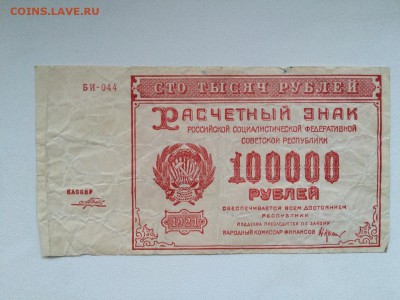 COINS.ЛАВЕ.RU
БИ-044
СТО ТЫСЯЧ РУБЛЕЙ
РАСЧЕТНЫЙ ЗНАК
РОССИЙСКОЙ СОЦИАЛИСТИЧЕСКОЙ ФЕДЕРАТИВНОЙ
СОВЕТСКОЙ РЕСПУБЛИКИ
100000
РУБЛЕЙ
КАССИР
1921
ОБЕСПЕЧИВАЕТСЯ ВСЕМ ДОСТОЯНИЕМ
РЕСПУБЛИКИ
ПОДДЕЛКА ПРЕСЛЕДУЕТСЯ ПО ЗАКОНУ
НАРОДНЫЙ КОМИССАР ФИНАНСОВ